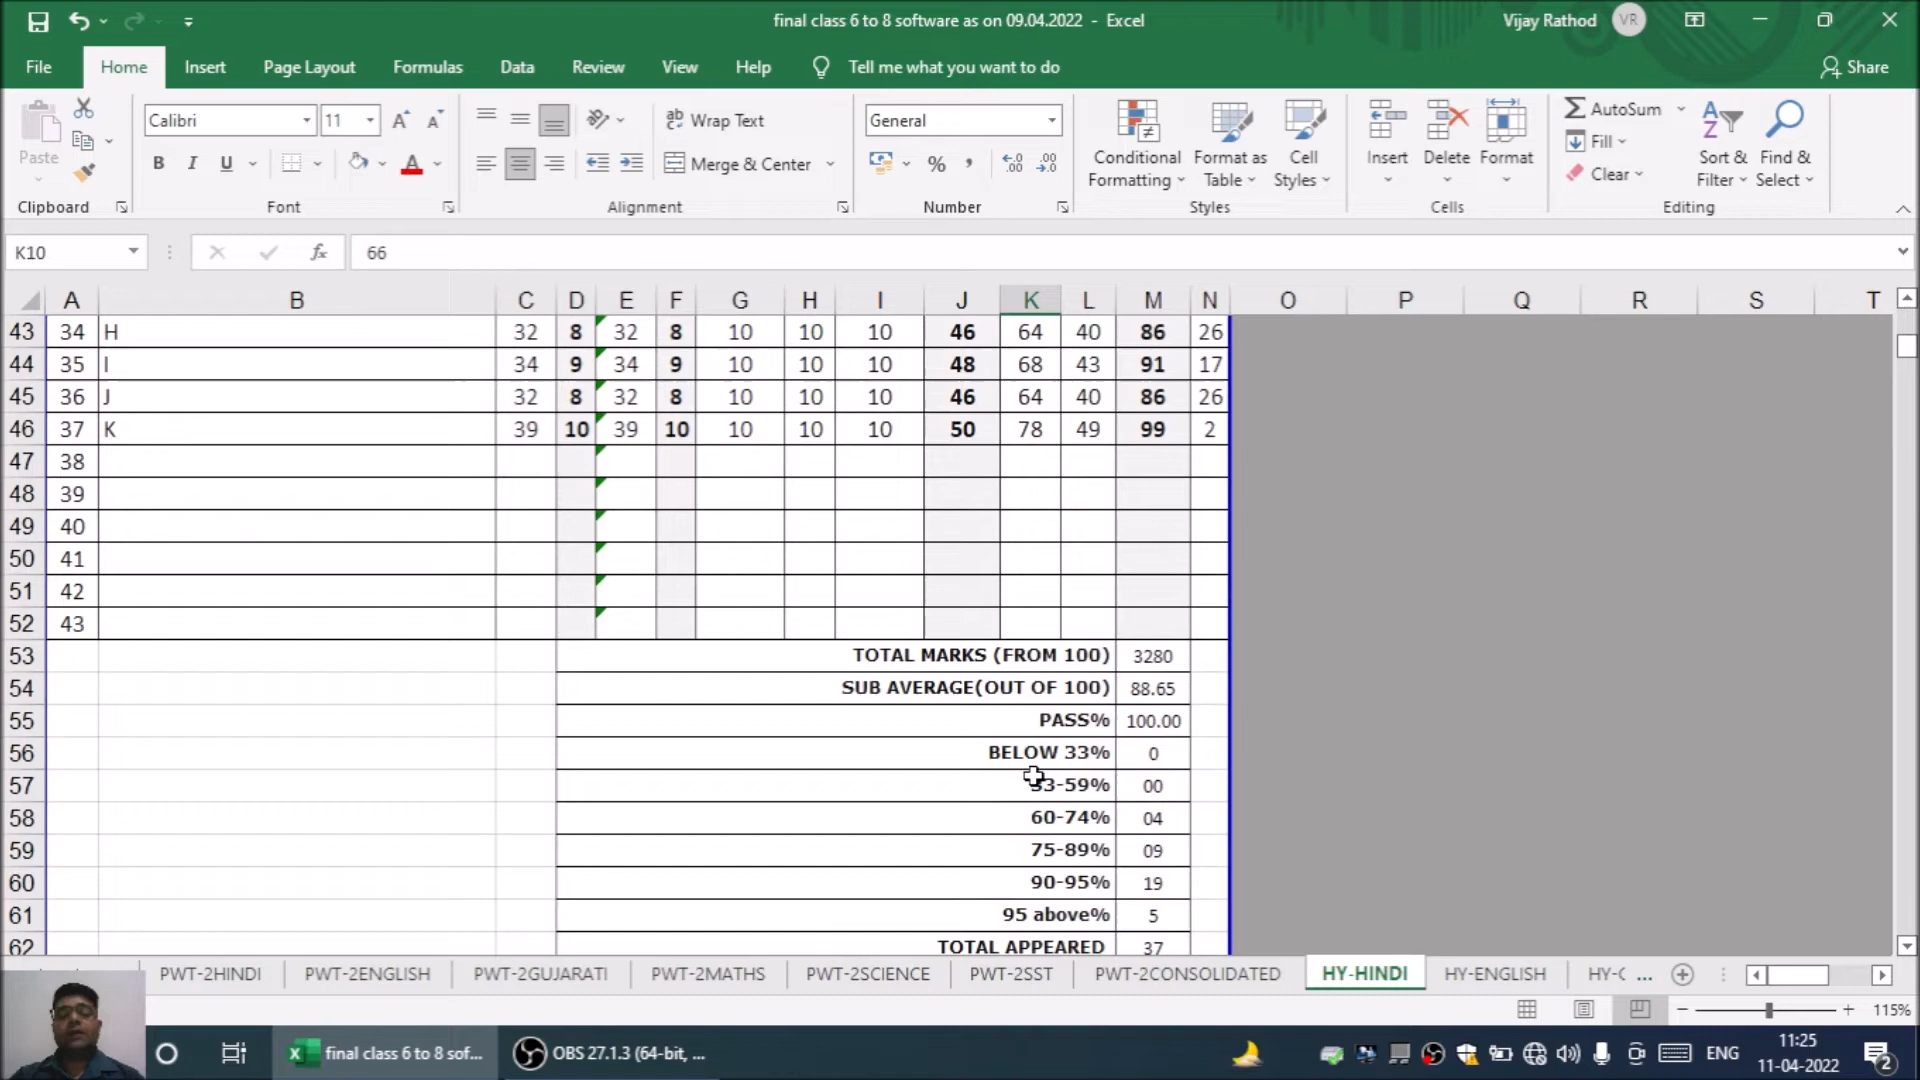 final class 6 to 8 software as on 09.04.2022 - Excel
Vijay Rathod
VR
File
Home
Insert
Page Layout
Formulas
Data
Review
View
Help
Tell me what you want to do
Share
Paste
Calibri
11
Wrap Text
General
AutoSum
Fill
Clear
B I U
Merge & Center
Conditional Formatting
Format as Table
Cell Styles
Insert
Delete
Format
Sort & Filter
Find & Select
Clipboard
Font
Alignment
Number
Styles
Cells
Editing
K10
fx
66
A B C D E F G H I J K L M N O P Q R S T
43 34 H 32 8 32 8 10 10 10 46 64 40 86 26
44 35 I 34 9 34 9 10 10 10 48 68 43 91 17
45 36 J 32 8 32 8 10 10 10 46 64 40 86 26
46 37 K 39 10 39 10 10 10 10 50 78 49 99 2
47 38
48 39
49 40
50 41
51 42
52 43
53 TOTAL MARKS (FROM 100) 3280
54 SUB AVERAGE(OUT OF 100) 88.65
55 PASS% 100.00
56 BELOW 33% 0
57 33-59% 00
58 60-74% 04
59 75-89% 09
60 90-95% 19
61 95 above% 5
62 TOTAL APPEARED 37
PWT-2HINDI
PWT-2ENGLISH
PWT-2GUJARATI
PWT-2MATHS
PWT-2SCIENCE
PWT-2SST
PWT-2CONSOLIDATED
HY-HINDI
HY-ENGLISH
...
115%
final class 6 to 8 sof...
OBS 27.1.3 (64-bit, ...
ENG
11:25
11-04-2022
2